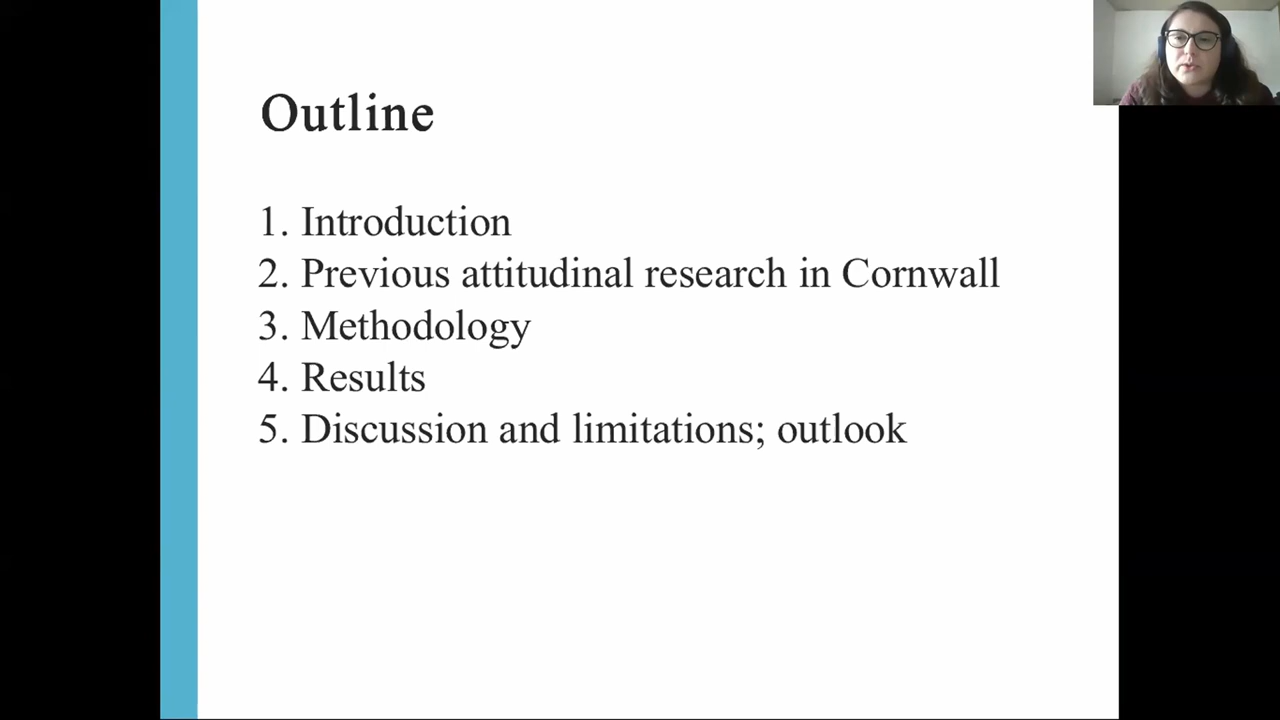 Outline
1. Introduction
2. Previous attitudinal research in Cornwall
3. Methodology
4. Results
5. Discussion and limitations; outlook